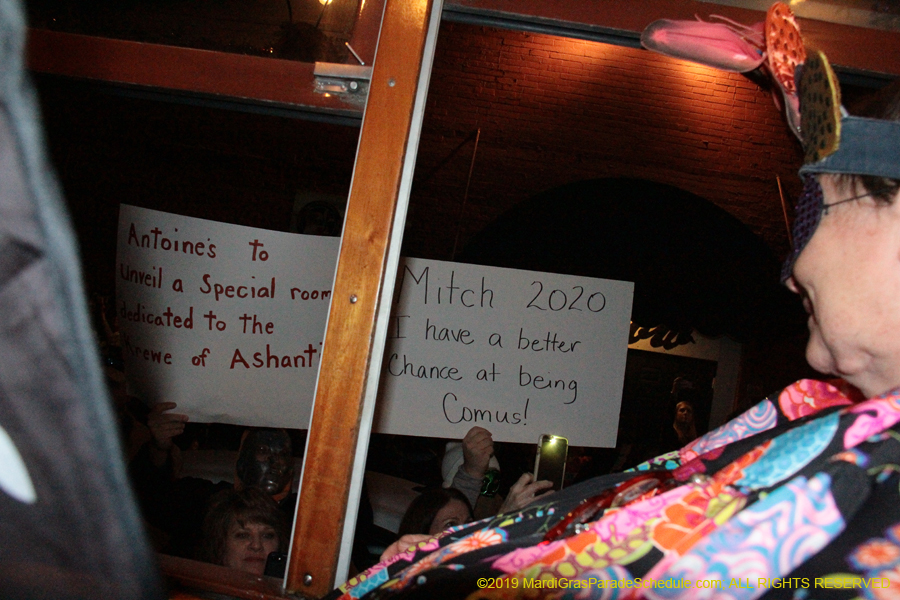 Antoine's to
unveil a Special room
dedicated to the
Krewe of Ashanti
Mitch 2020
I have a better
Chance at being
Comus!
©2019 MardiGrasParadeSchedule.com ALL RIGHTS RESERVED